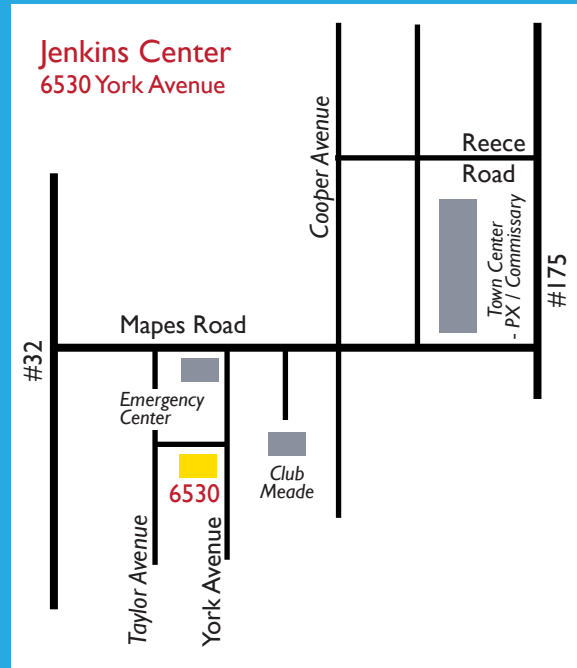 Jenkins Center
6530 York Avenue
Cooper Avenue
Reece
Road
Town Center
- PX / Commissary
#175
Mapes Road
#32
Emergency
Center
Club
Meade
6530
Taylor Avenue
York Avenue